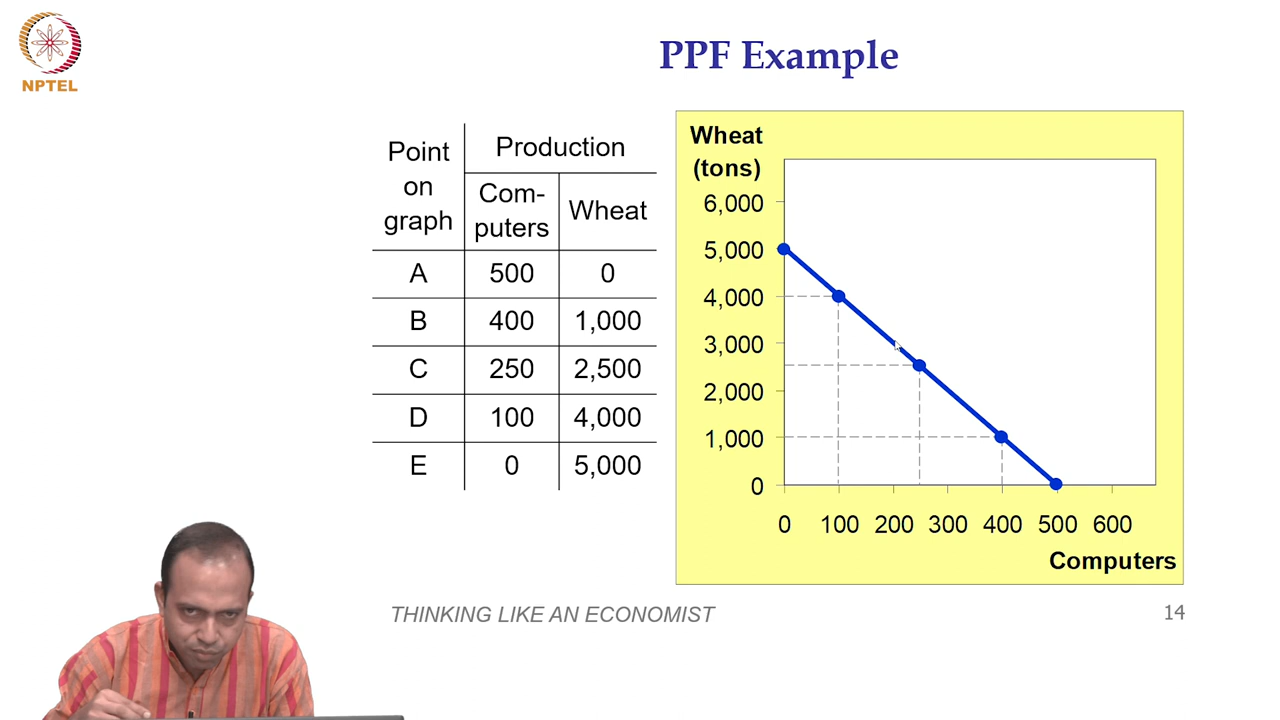 NPTEL
PPF Example
Point
on
graph
Production
Com-
puters
Wheat
A 500 0
B 400 1,000
C 250 2,500
D 100 4,000
E 0 5,000
Wheat
(tons)
6,000
5,000
4,000
3,000
2,000
1,000
0
0 100 200 300 400 500 600
Computers
THINKING LIKE AN ECONOMIST
14